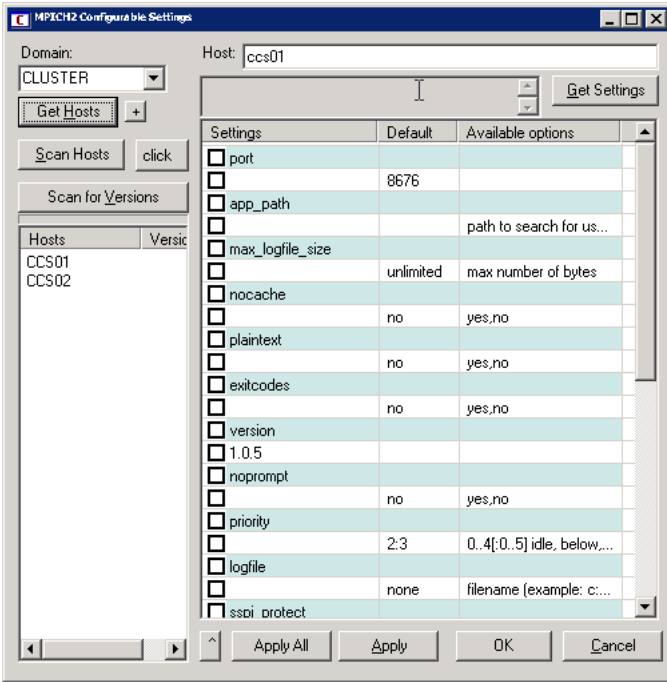 MPICH2 Configurable Settings
Domain:
CLUSTER
Get Hosts
+
Scan Hosts
click
Scan for Versions
Hosts Versic
CCS01
CCS02
Host: ccs01
Get Settings
Settings Default Available options
port
8676
app_path
path to search for us...
max_logfile_size
unlimited max number of bytes
nocache
no yes,no
plaintext
no yes,no
exitcodes
no yes,no
version
1.0.5
noprompt
no yes,no
priority
2:3 0..4[:0..5] idle, below,...
logfile
none filename (example: c:...
sspi_protect
^ Apply All Apply OK Cancel